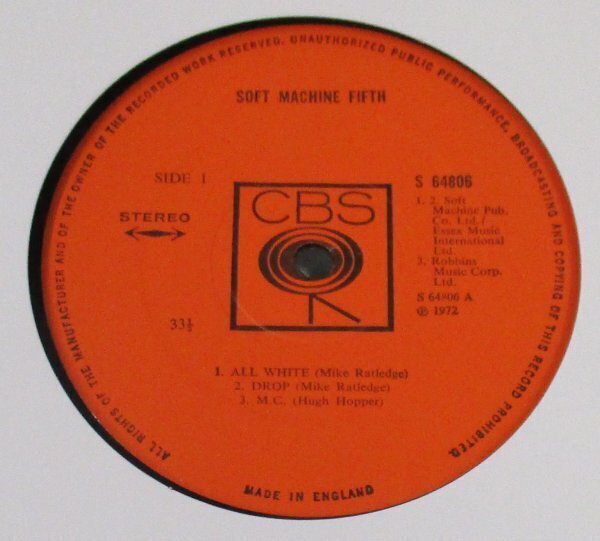 ALL RIGHTS OF THE MANUFACTURER AND OF THE OWNER OF THE RECORDED WORK RESERVED. UNAUTHORIZED PUBLIC PERFORMANCE, BROADCASTING AND COPYING OF THIS RECORD PROHIBITED.
SOFT MACHINE FIFTH
SIDE 1
STEREO
33⅓
CBS
S 64806
1. 2. Soft
Machine Pub.
Co. Ltd./
Essex Music
International
Ltd.
3. Robbins
Music Corp.
Ltd.
S 64806 A
℗ 1972
1. ALL WHITE (Mike Ratledge)
2. DROP (Mike Ratledge)
3. M.C. (Hugh Hopper)
MADE IN ENGLAND